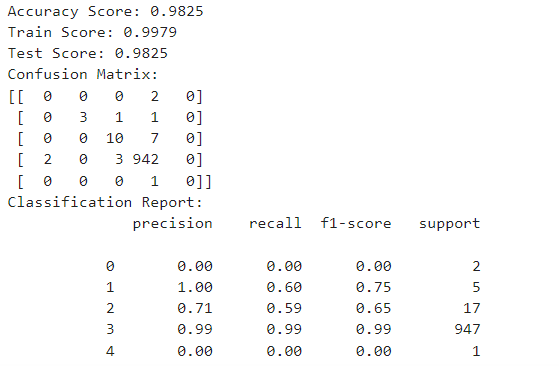 Accuracy Score: 0.9825
Train Score: 0.9979
Test Score: 0.9825
Confusion Matrix:
[[  0   0   0   2   0]
 [  0   3   1   1   0]
 [  0   0  10   7   0]
 [  2   0   3 942   0]
 [  0   0   0   1   0]]
Classification Report:
              precision    recall  f1-score   support

           0       0.00      0.00      0.00         2
           1       1.00      0.60      0.75         5
           2       0.71      0.59      0.65        17
           3       0.99      0.99      0.99       947
           4       0.00      0.00      0.00         1